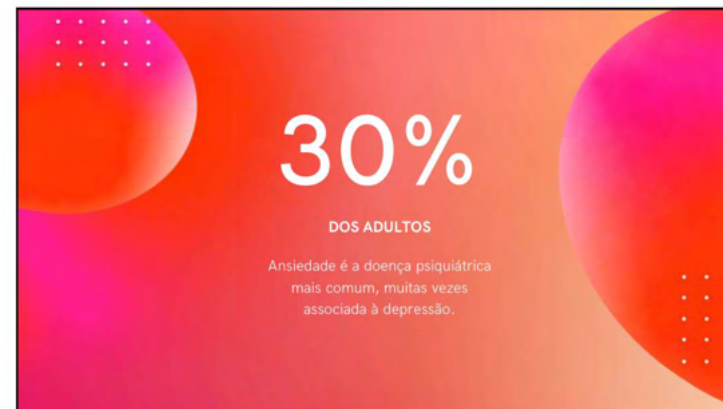 30%
DOS ADULTOS
Ansiedade é a doença psiquiátrica
mais comum, muitas vezes
associada à depressão.